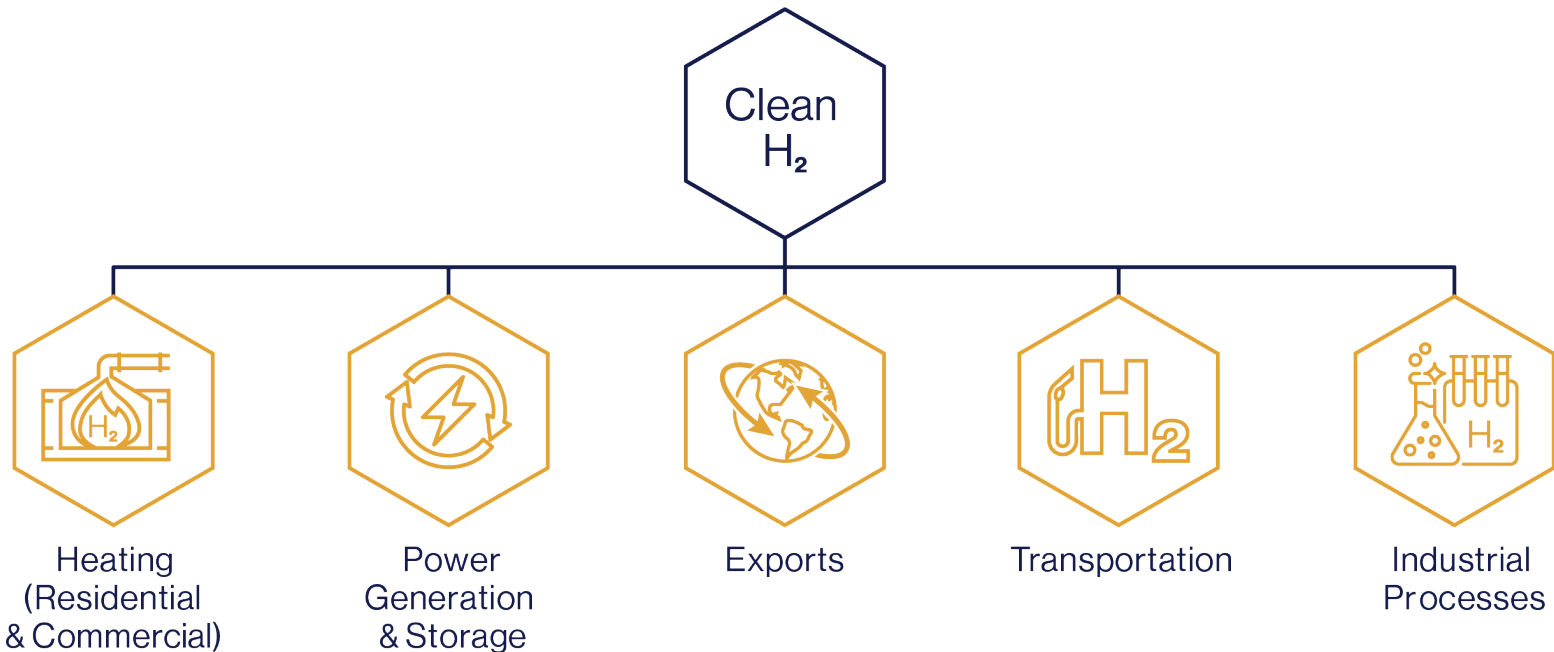 Clean
H₂
H₂
H₂
H₂
Heating
(Residential
& Commercial)
Power
Generation
& Storage
Exports
Transportation
Industrial
Processes